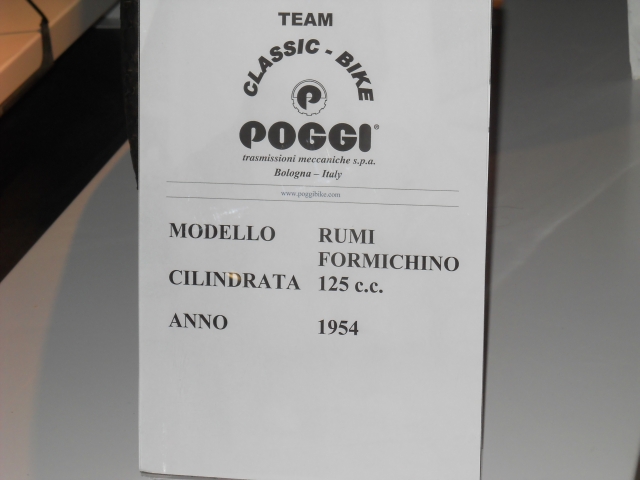 TEAM
CLASSIC - BIKE
P
POGGI®
trasmissioni meccaniche s.p.a.
Bologna – Italy
www.poggibike.com
MODELLO RUMI
FORMICHINO
CILINDRATA 125 c.c.
ANNO 1954